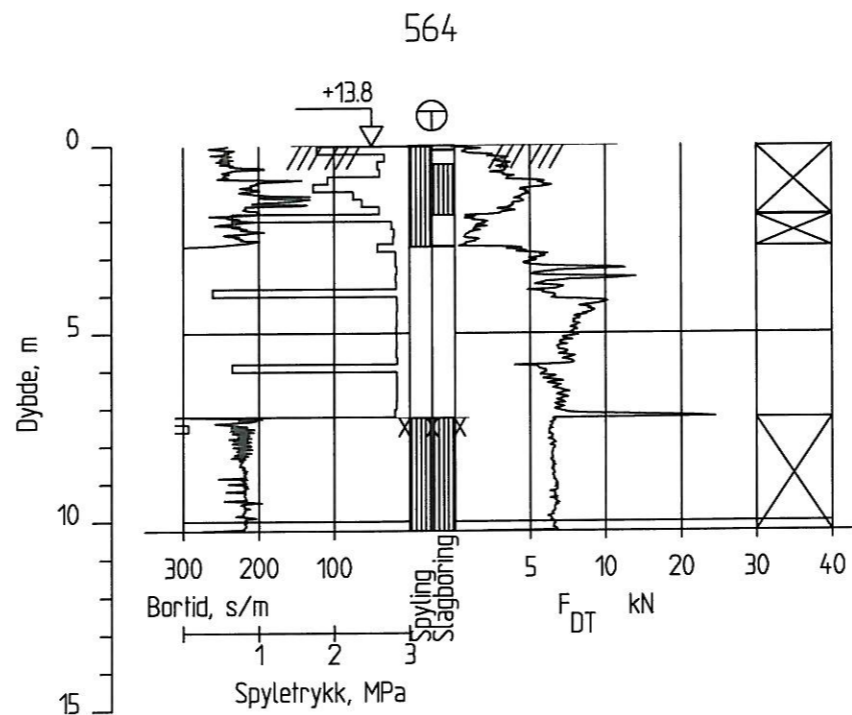 564
+13.8
T
0
5
10
15
Dybde, m
300 200 100
Bortid, s/m
1 2 3
Spyletrykk, MPa
Spyling
Slagboring
5 10 20 30 40
F DT kN